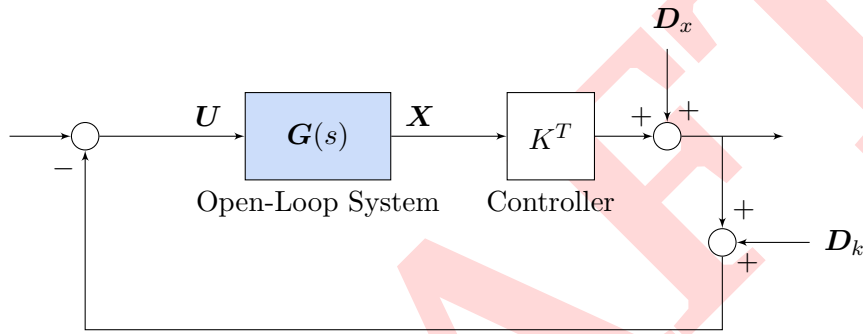 D_x
U
G(s)
X
K^T
+
+
−
Open-Loop System
Controller
+
D_k
+